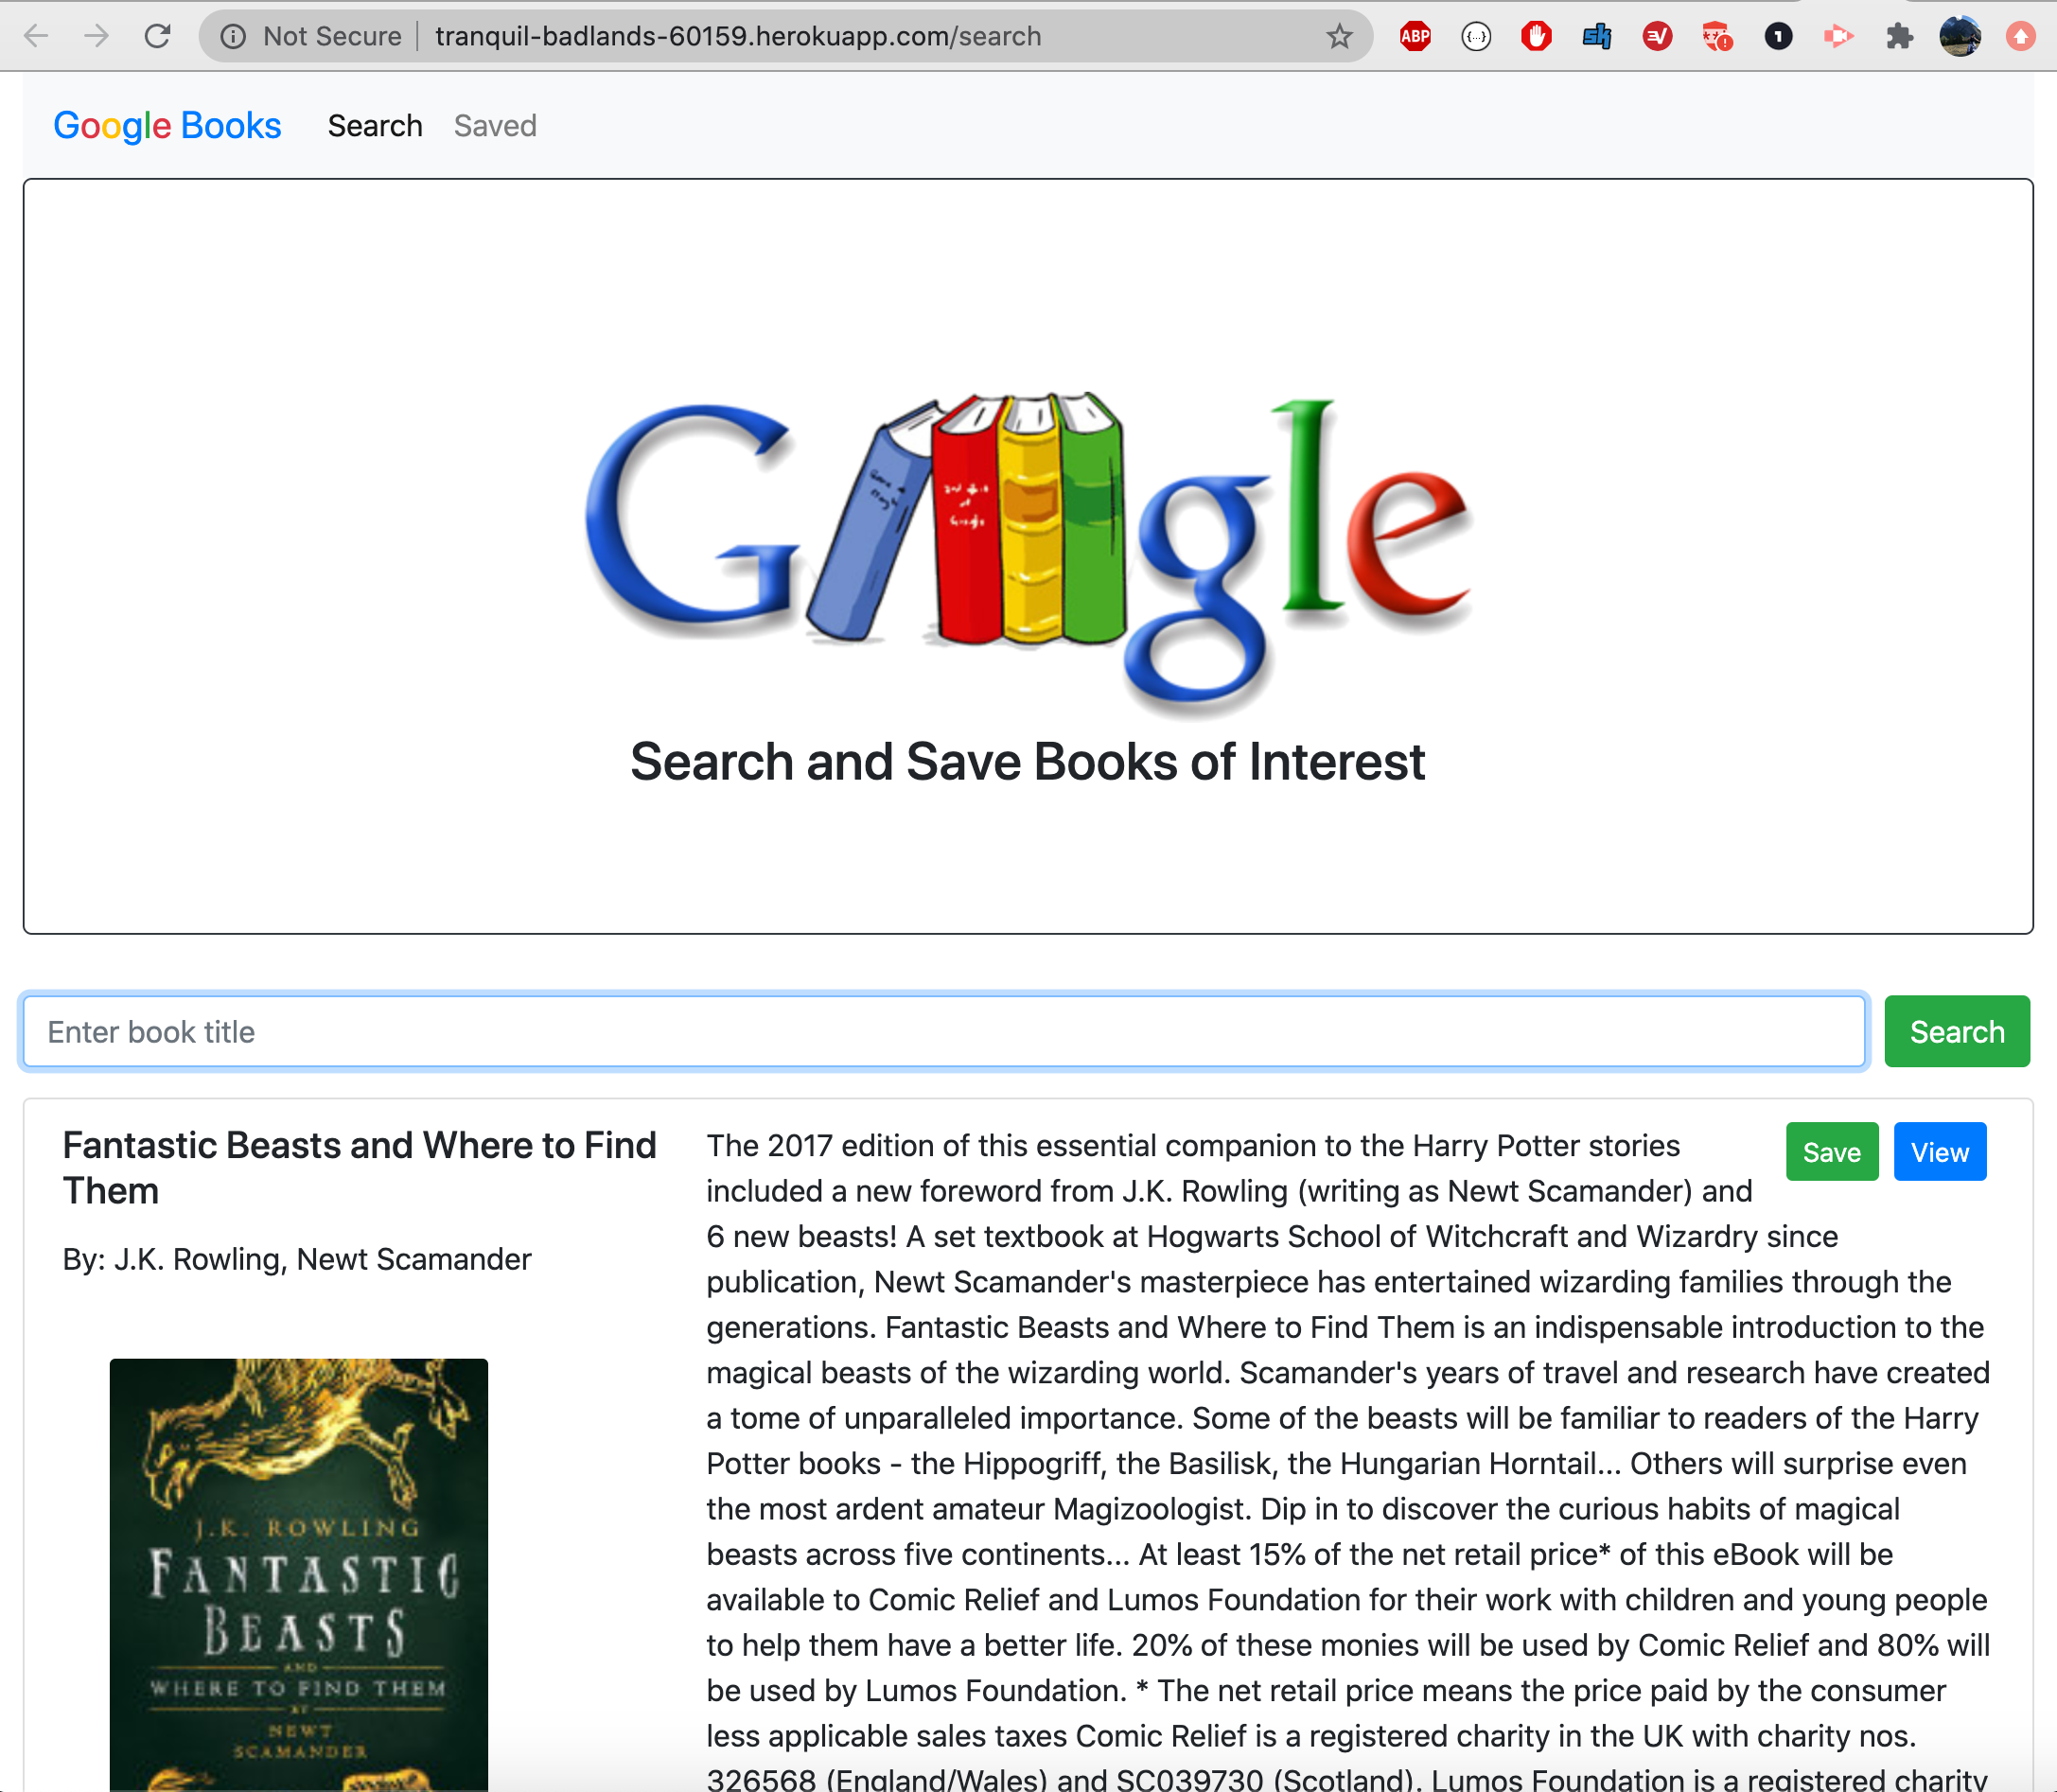 Not Secure tranquil-badlands-60159.herokuapp.com/search
ABP
Google Books Search Saved
Google
Search and Save Books of Interest
Enter book title
Search
Fantastic Beasts and Where to Find
Them
By: J.K. Rowling, Newt Scamander
J.K. ROWLING
FANTASTIC
BEASTS
AND
WHERE TO FIND THEM
BY
NEWT
SCAMANDER
The 2017 edition of this essential companion to the Harry Potter stories
included a new foreword from J.K. Rowling (writing as Newt Scamander) and
6 new beasts! A set textbook at Hogwarts School of Witchcraft and Wizardry since
publication, Newt Scamander's masterpiece has entertained wizarding families through the
generations. Fantastic Beasts and Where to Find Them is an indispensable introduction to the
magical beasts of the wizarding world. Scamander's years of travel and research have created
a tome of unparalleled importance. Some of the beasts will be familiar to readers of the Harry
Potter books - the Hippogriff, the Basilisk, the Hungarian Horntail... Others will surprise even
the most ardent amateur Magizoologist. Dip in to discover the curious habits of magical
beasts across five continents... At least 15% of the net retail price* of this eBook will be
available to Comic Relief and Lumos Foundation for their work with children and young people
to help them have a better life. 20% of these monies will be used by Comic Relief and 80% will
be used by Lumos Foundation. * The net retail price means the price paid by the consumer
less applicable sales taxes Comic Relief is a registered charity in the UK with charity nos.
326568 (England/Wales) and SC039730 (Scotland). Lumos Foundation is a registered charity
Save
View